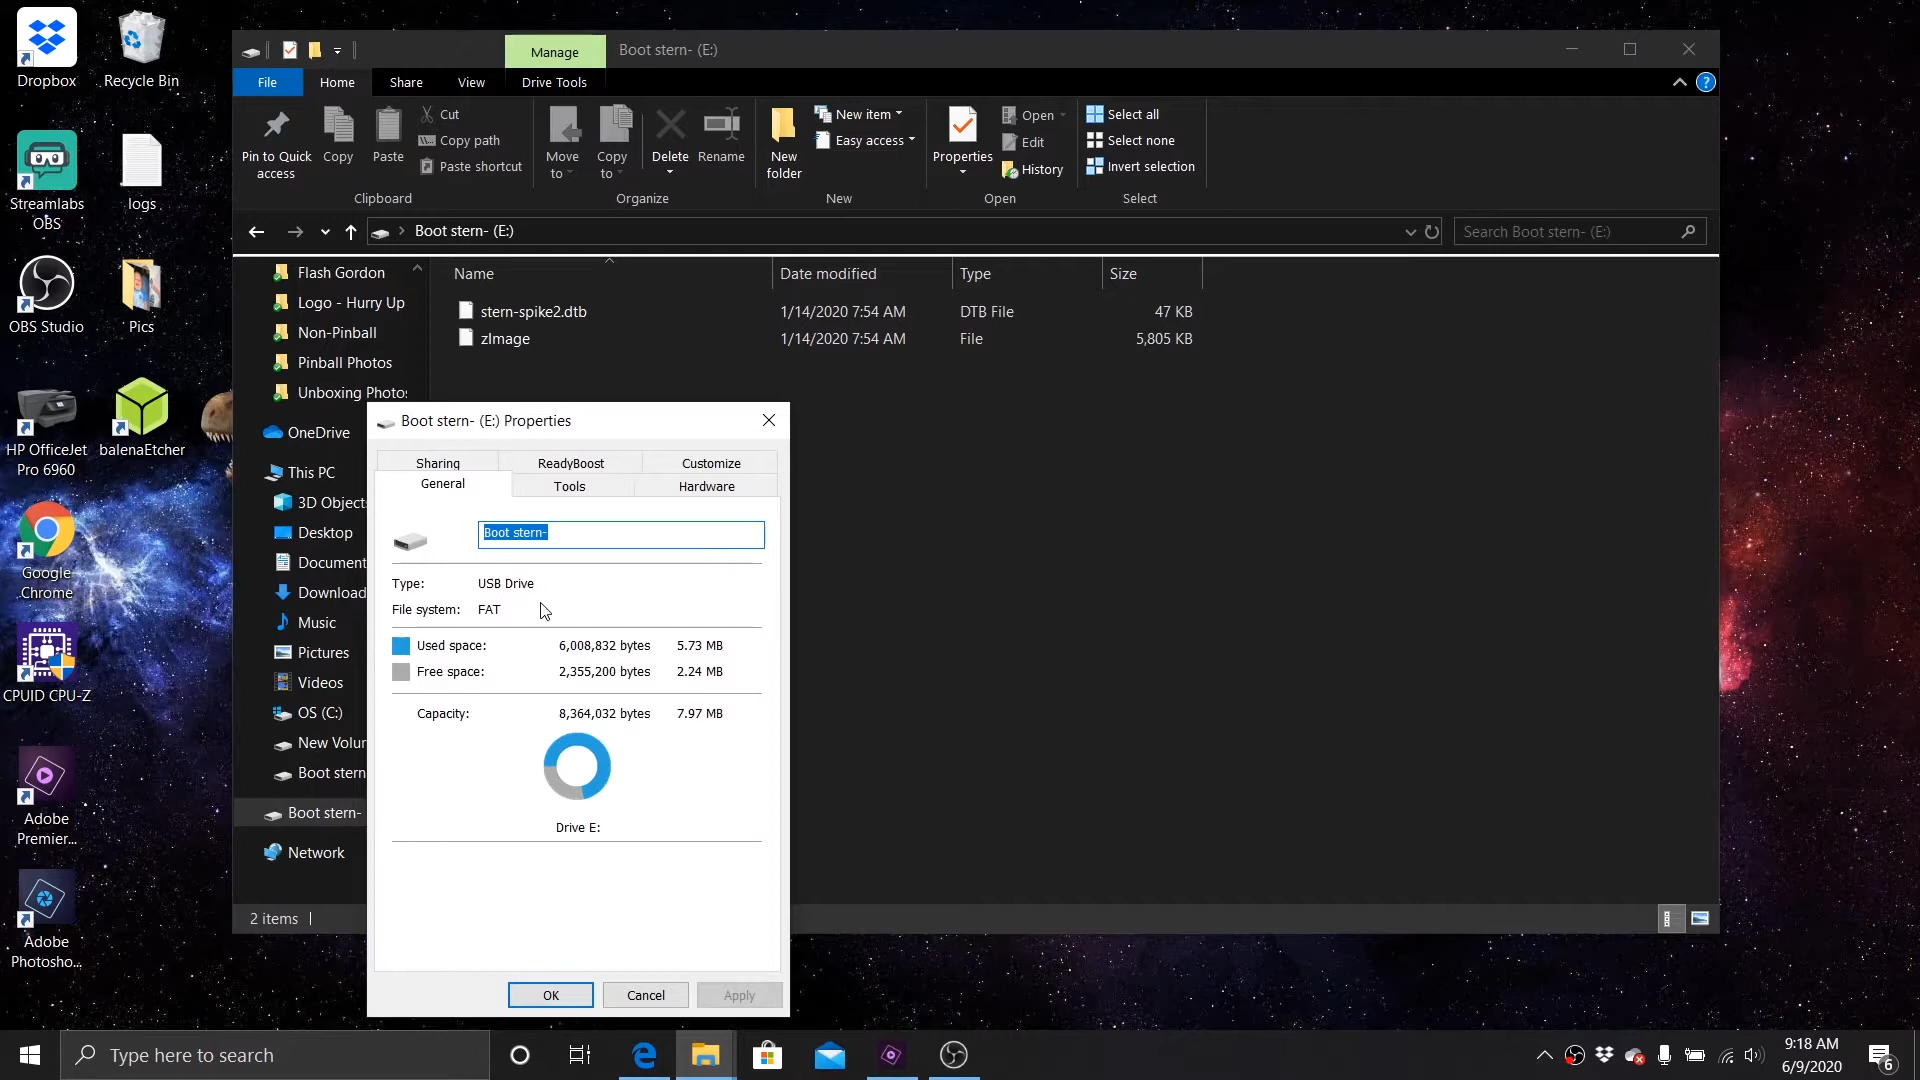 Dropbox
Recycle Bin
Streamlabs
OBS
logs
OBS Studio
Pics
HP OfficeJet
Pro 6960
balenaEtcher
Google
Chrome
CPUID CPU-Z
Adobe
Premier...
Adobe
Photosho...
Manage
Boot stern- (E:)
File
Home
Share
View
Drive Tools
Pin to Quick
access
Copy
Paste
Cut
Copy path
Paste shortcut
Clipboard
Move
to
Copy
to
Delete
Rename
Organize
New
folder
New item
Easy access
New
Properties
Open
Edit
History
Open
Select all
Select none
Invert selection
Select
Boot stern- (E:)
Search Boot stern- (E:)
Flash Gordon
Logo - Hurry Up
Non-Pinball
Pinball Photos
Unboxing Photos
OneDrive
This PC
3D Object
Desktop
Document
Download
Music
Pictures
Videos
OS (C:)
New Volu
Boot stern
Boot stern-
Network
2 items
Name Date modified Type Size
stern-spike2.dtb 1/14/2020 7:54 AM DTB File 47 KB
zImage 1/14/2020 7:54 AM File 5,805 KB
Boot stern- (E:) Properties
Sharing ReadyBoost Customize
General Tools Hardware
Boot stern-
Type: USB Drive
File system: FAT
Used space: 6,008,832 bytes 5.73 MB
Free space: 2,355,200 bytes 2.24 MB
Capacity: 8,364,032 bytes 7.97 MB
Drive E:
OK Cancel Apply
Type here to search
9:18 AM
6/9/2020
6